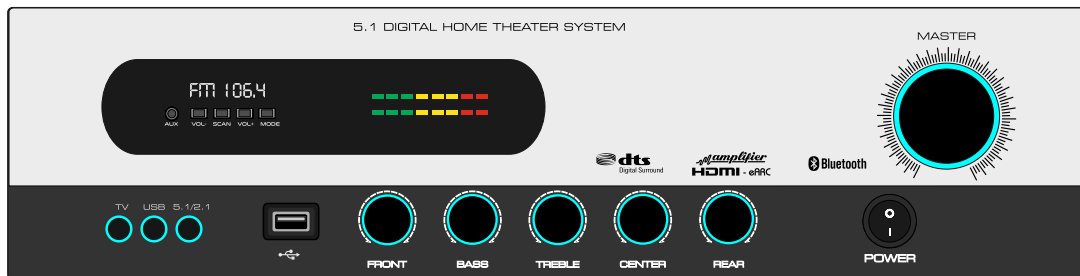 5.1 DIGITAL HOME THEATER SYSTEM
MASTER
FM 106.4
AUX VOL- SCAN VOL+ MODE
dts
Digital Surround
amplifier
HDMI - eARC
Bluetooth
TV USB 5.1/2.1
FRONT BASS TREBLE CENTER REAR
POWER